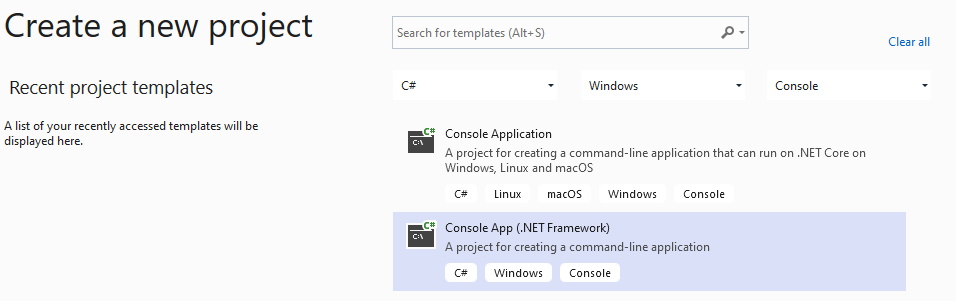 Create a new project
Search for templates (Alt+S)
Clear all
Recent project templates
C#
Windows
Console
A list of your recently accessed templates will be
displayed here.
C#
C:\
Console Application
A project for creating a command-line application that can run on .NET Core on
Windows, Linux and macOS
C# Linux macOS Windows Console
C#
C:\
Console App (.NET Framework)
A project for creating a command-line application
C# Windows Console